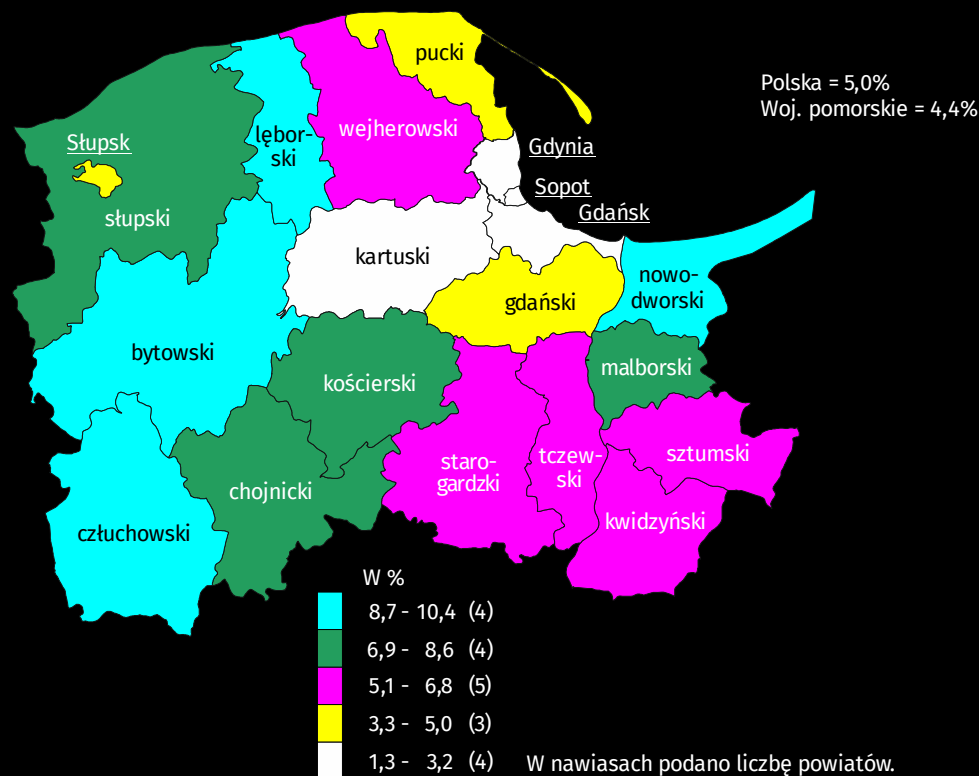 pucki
Polska = 5,0%
Woj. pomorskie = 4,4%
wejherowski
lębor-
ski
Słupsk
Gdynia
Sopot
Gdańsk
słupski
kartuski
nowo-
dworski
gdański
bytowski
kościerski
malborski
staro-
gardzki
tczew-
ski
sztumski
chojnicki
kwidzyński
człuchowski
W %
8,7 - 10,4 (4)
6,9 - 8,6 (4)
5,1 - 6,8 (5)
3,3 - 5,0 (3)
1,3 - 3,2 (4)
W nawiasach podano liczbę powiatów.